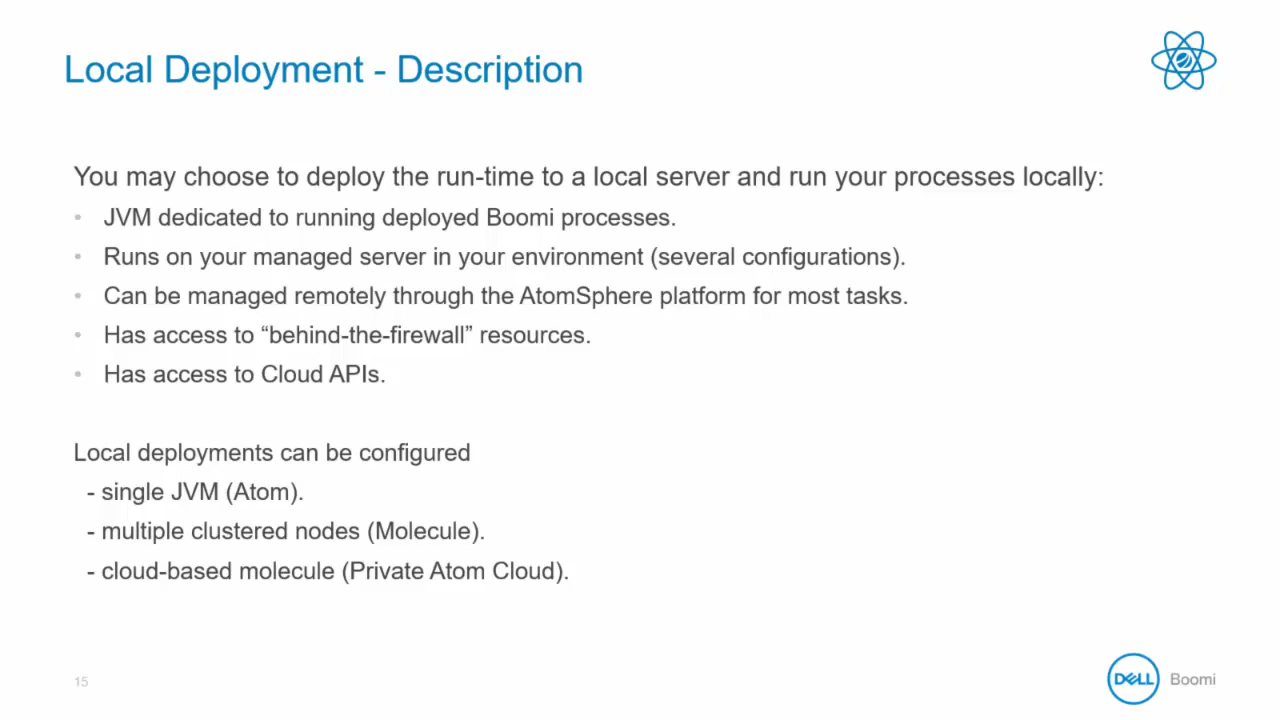 Local Deployment - Description
You may choose to deploy the run-time to a local server and run your processes locally:
• JVM dedicated to running deployed Boomi processes.
• Runs on your managed server in your environment (several configurations).
• Can be managed remotely through the AtomSphere platform for most tasks.
• Has access to “behind-the-firewall” resources.
• Has access to Cloud APIs.
Local deployments can be configured
- single JVM (Atom).
- multiple clustered nodes (Molecule).
- cloud-based molecule (Private Atom Cloud).
15
DELL Boomi